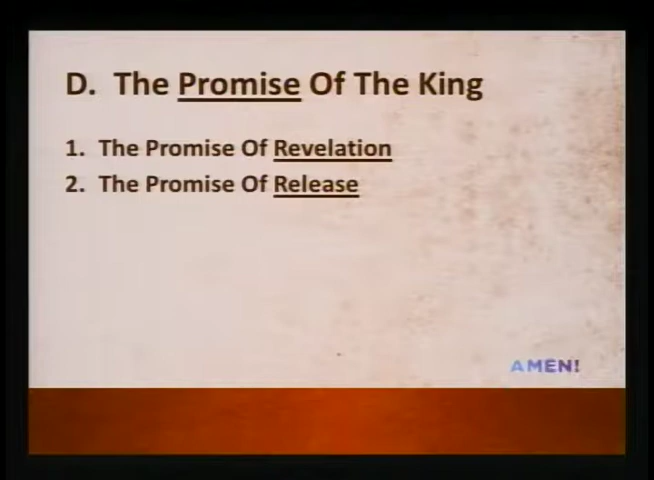 D. The Promise Of The King
1. The Promise Of Revelation
2. The Promise Of Release
AMEN!